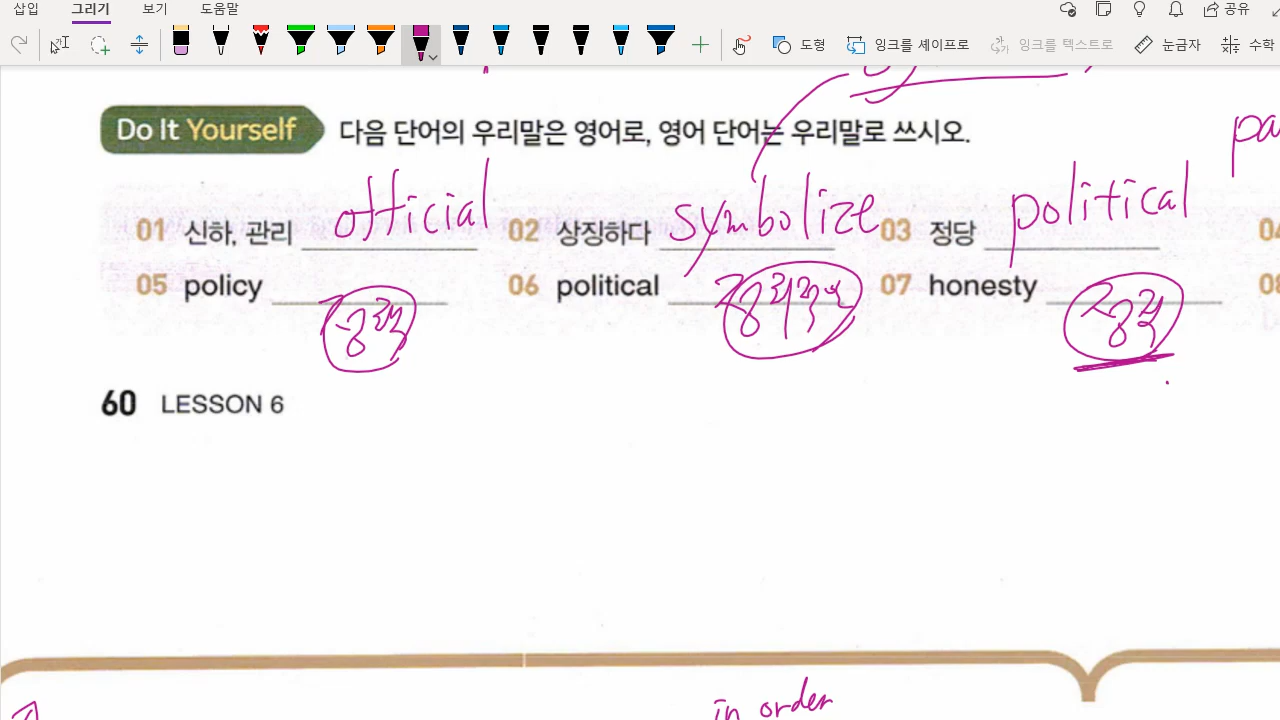 삽입 그리기 보기 도움말 공유
도형 잉크를 셰이프로 잉크를 텍스트로 눈금자 수학
Do It Yourself 다음 단어의 우리말은 영어로, 영어 단어는 우리말로 쓰시오.
pa
01 신하, 관리 official 02 상징하다 symbolize 03 정당 political 04
05 policy 정책 06 political 정치적인 07 honesty 정직 08
60 LESSON 6
in order